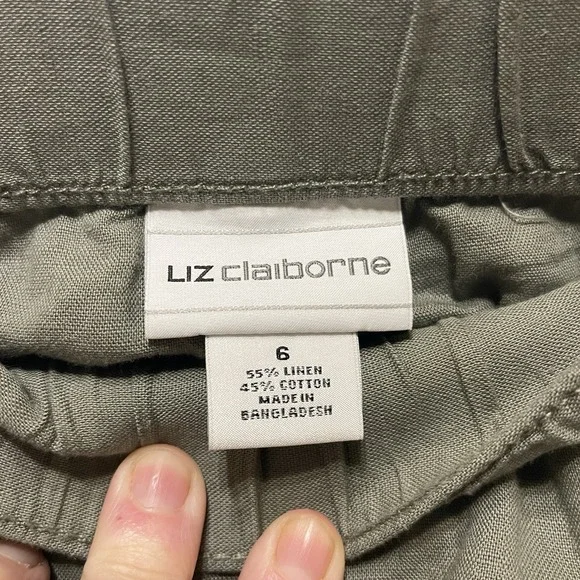 LIZ claiborne
6
55% LINEN
45% COTTON
MADE IN
BANGLADESH